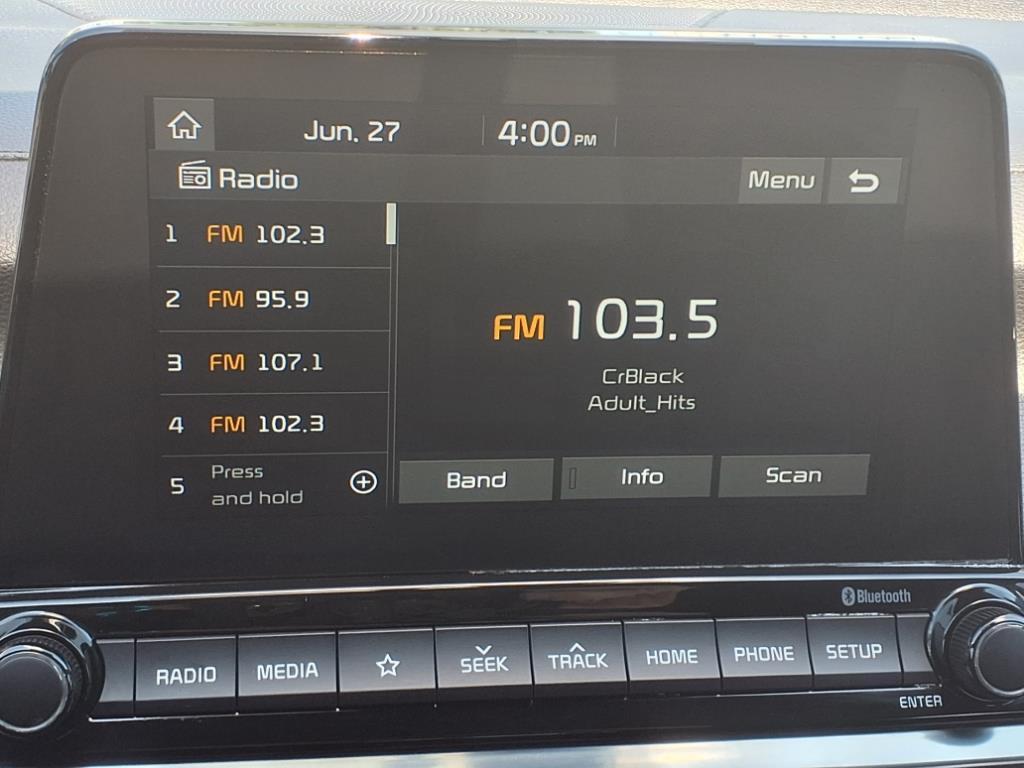 Jun. 27 4:00 PM
Radio Menu
1 FM 102.3
2 FM 95.9
3 FM 107.1
4 FM 102.3
5 Press and hold
FM 103.5
CrBlack
Adult_Hits
Band Info Scan
Bluetooth
RADIO MEDIA SEEK TRACK HOME PHONE SETUP
ENTER